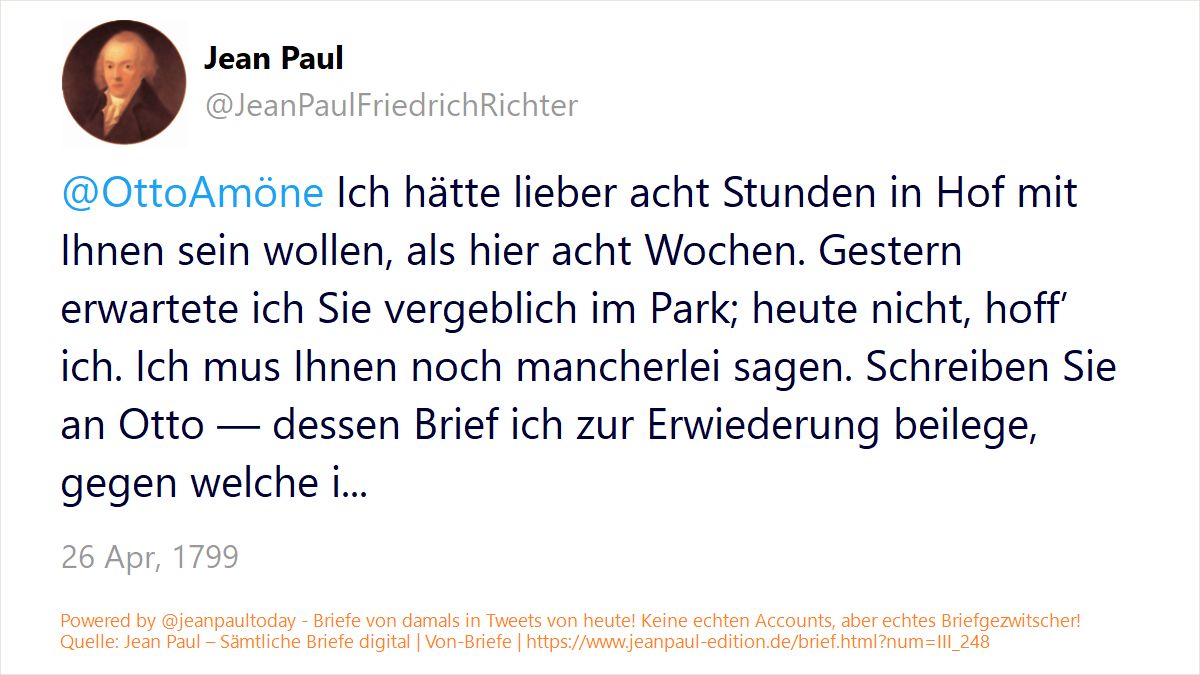 Jean Paul
@JeanPaulFriedrichRichter
@OttoAmöne Ich hätte lieber acht Stunden in Hof mit
Ihnen sein wollen, als hier acht Wochen. Gestern
erwartete ich Sie vergeblich im Park; heute nicht, hoff’
ich. Ich mus Ihnen noch mancherlei sagen. Schreiben Sie
an Otto — dessen Brief ich zur Erwiederung beilege,
gegen welche i...
26 Apr, 1799
Powered by @jeanpaultoday - Briefe von damals in Tweets von heute! Keine echten Accounts, aber echtes Briefgezwitscher!
Quelle: Jean Paul – Sämtliche Briefe digital | Von-Briefe | https://www.jeanpaul-edition.de/brief.html?num=III_248